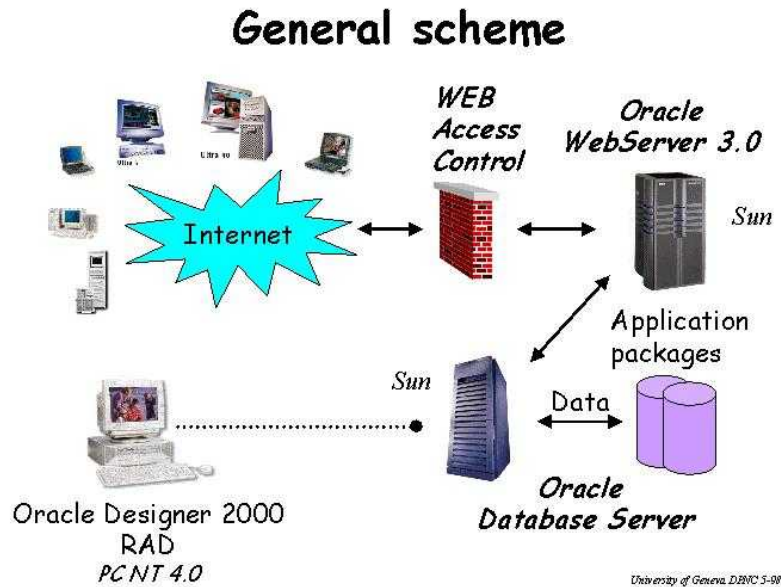 General scheme
WEB
Access
Control
Oracle
WebServer 3.0
Internet
Sun
Application
packages
Sun
Data
Oracle
Database Server
Oracle Designer 2000
RAD
PC NT 4.0
University of Geneva. DPNC 5-98